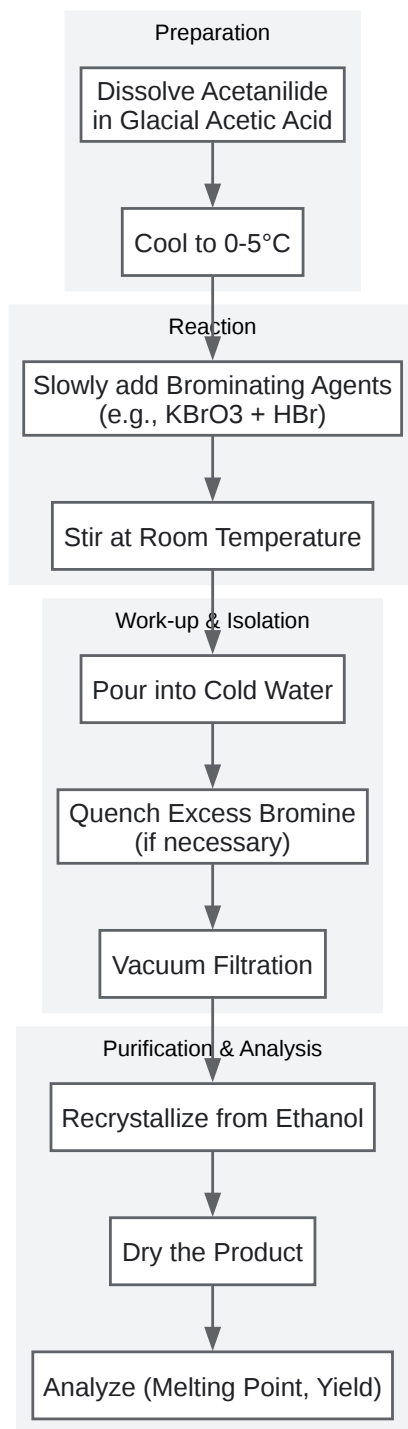 Preparation
Dissolve Acetanilide
in Glacial Acetic Acid
Cool to 0-5°C
Reaction
Slowly add Brominating Agents
(e.g., KBrO3 + HBr)
Stir at Room Temperature
Work-up & Isolation
Pour into Cold Water
Quench Excess Bromine
(if necessary)
Vacuum Filtration
Purification & Analysis
Recrystallize from Ethanol
Dry the Product
Analyze (Melting Point, Yield)